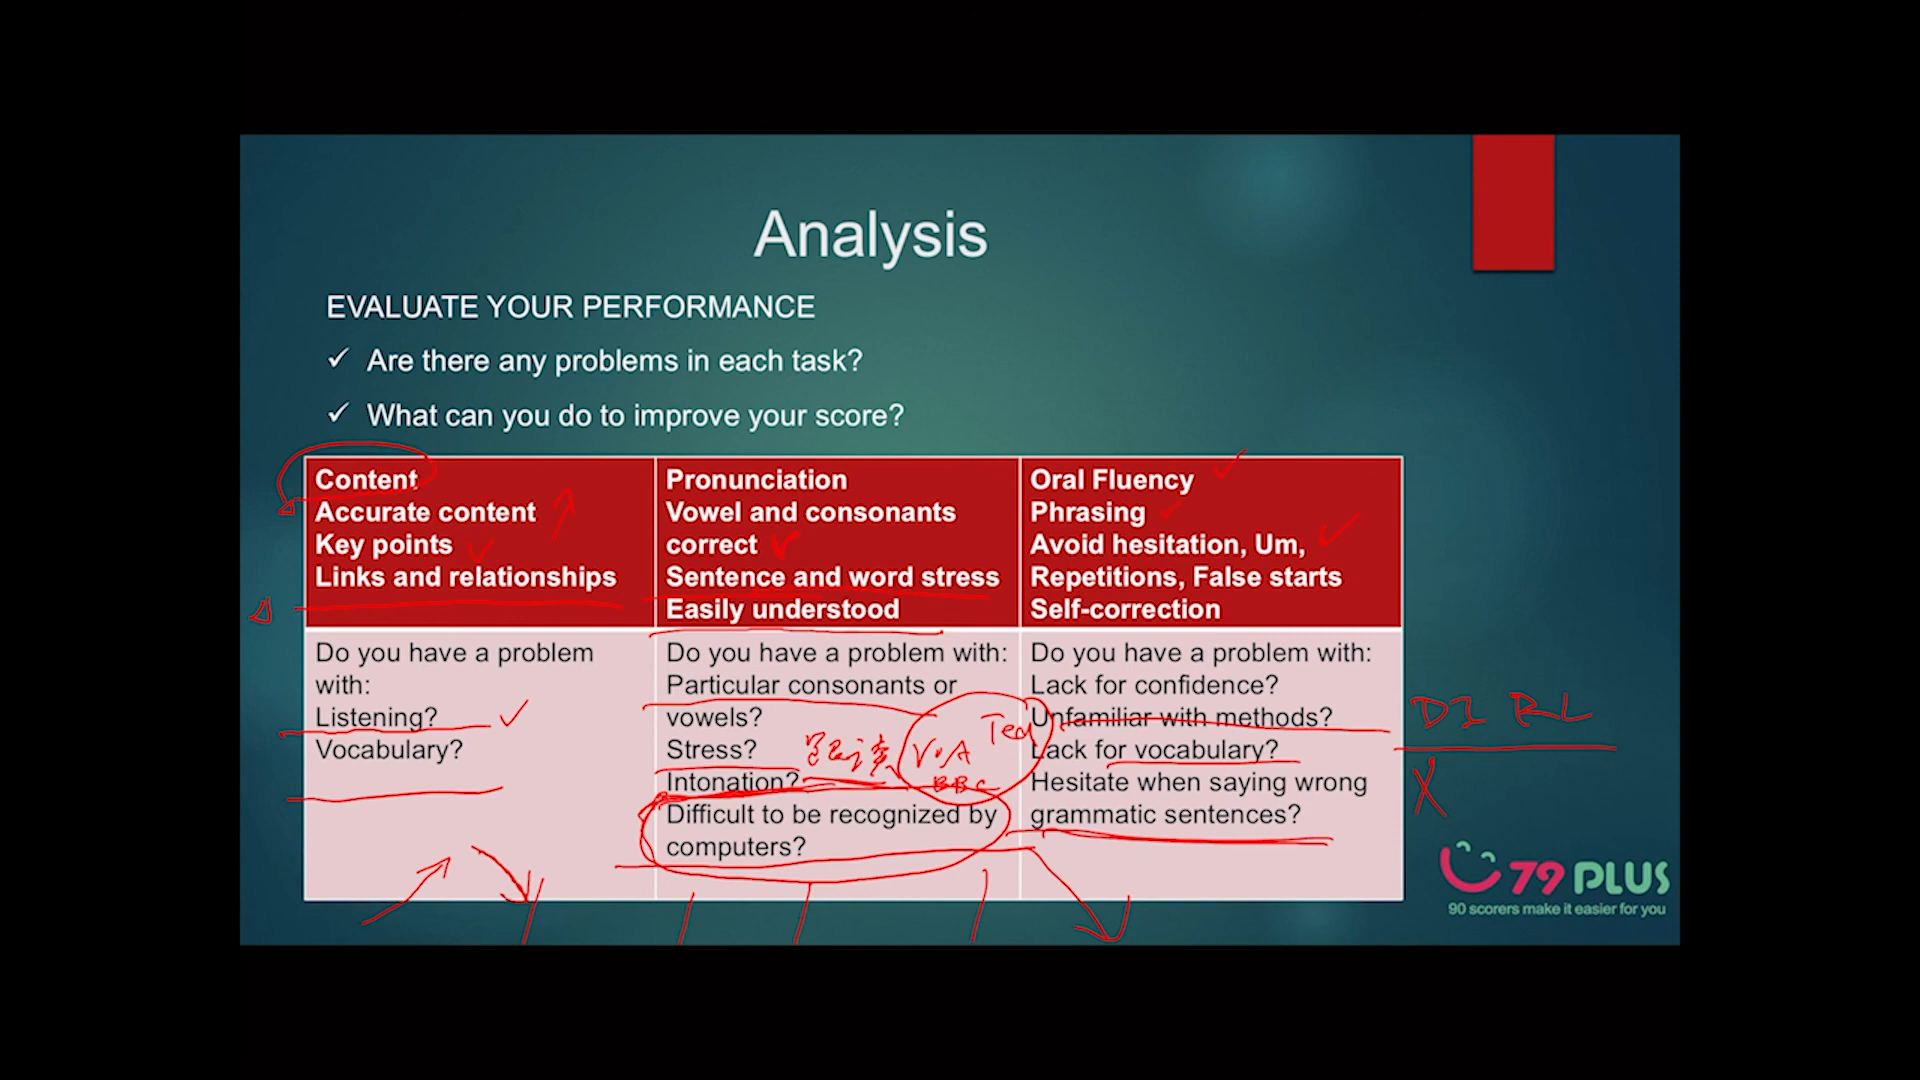 Analysis
EVALUATE YOUR PERFORMANCE
✓ Are there any problems in each task?
✓ What can you do to improve your score?
Content
Accurate content
Key points
Links and relationships
Pronunciation
Vowel and consonants
correct
Sentence and word stress
Easily understood
Oral Fluency
Phrasing
Avoid hesitation, Um,
Repetitions, False starts
Self-correction
Do you have a problem
with:
Listening?
Vocabulary?
Do you have a problem with:
Particular consonants or
vowels?
Stress?
Intonation?
Difficult to be recognized by
computers?
跟读
VOA
Ted
BBC
Do you have a problem with:
Lack for confidence?
Unfamiliar with methods?
Lack for vocabulary?
Hesitate when saying wrong
grammatic sentences?
DI RL
79 PLUS
90 scorers make it easier for you